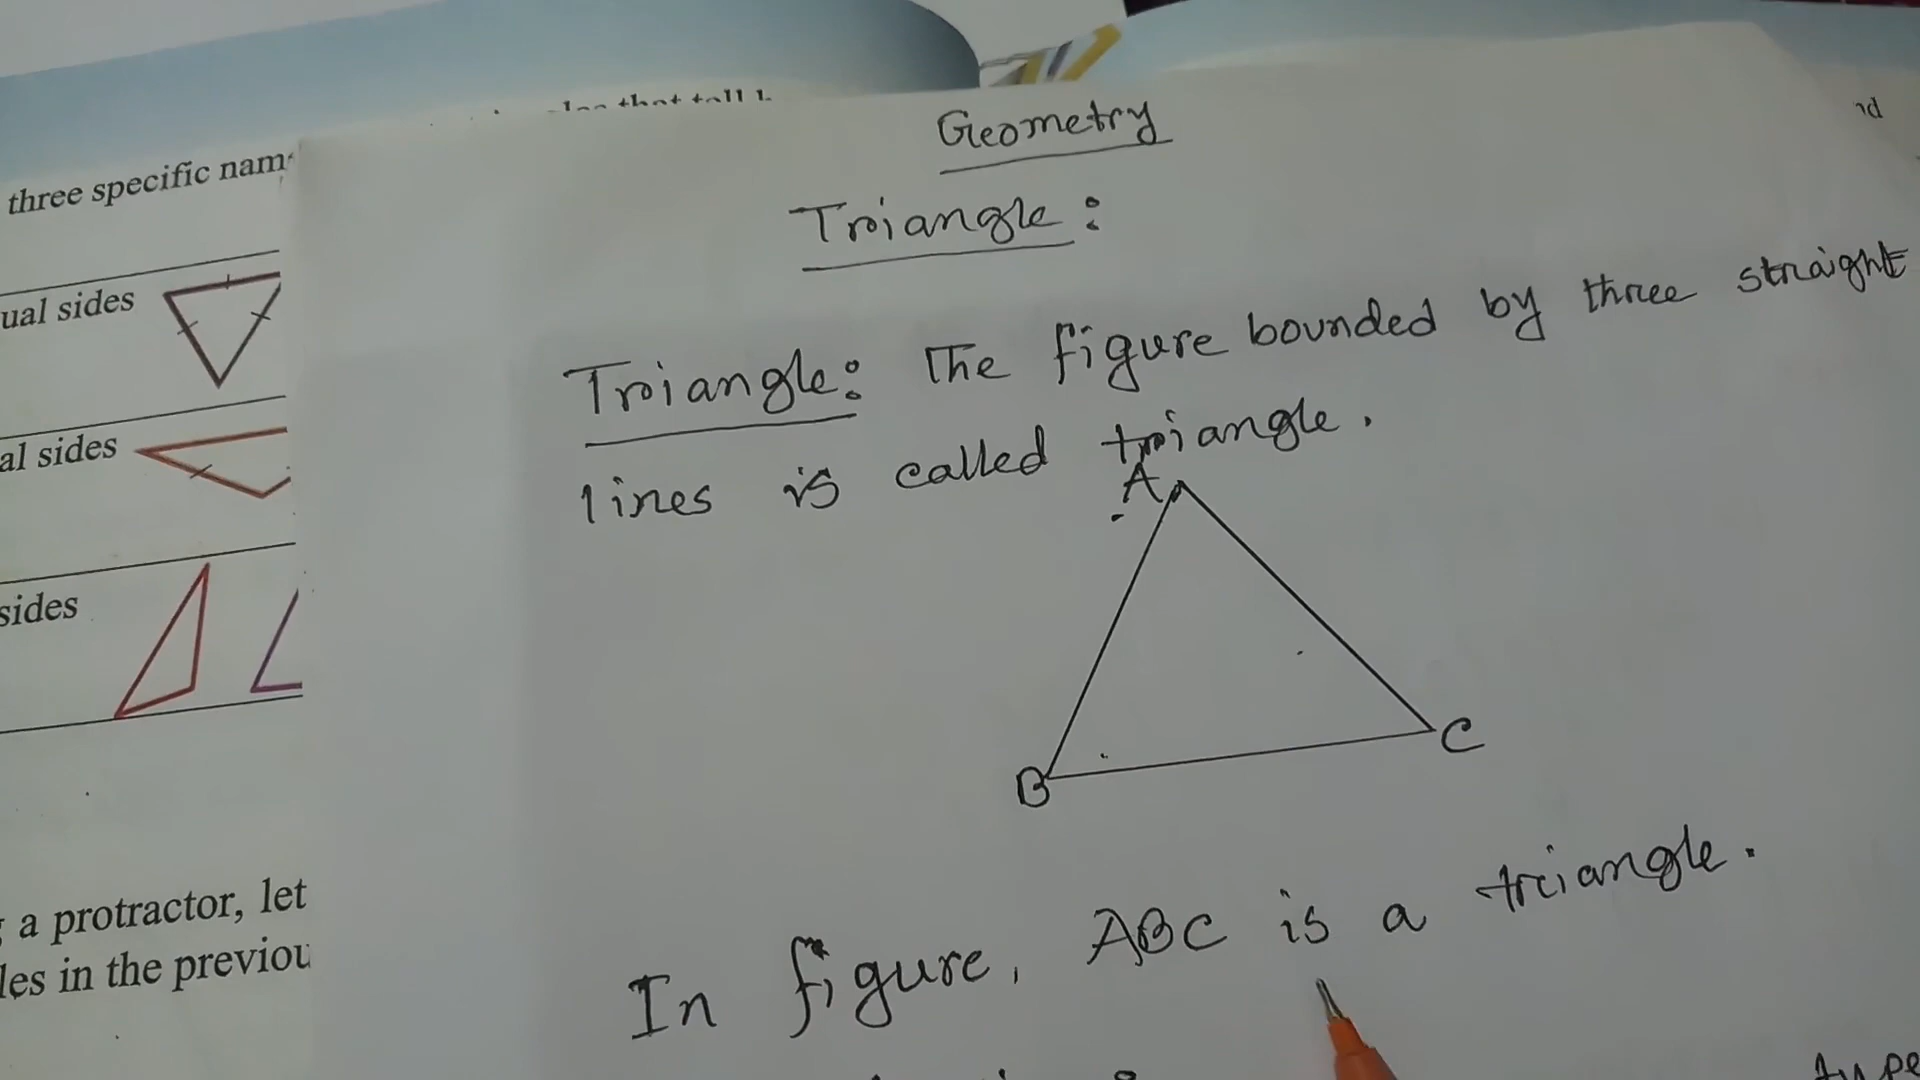 three specific nam
Geometry
Triangle:
ual sides
Triangle: The figure bounded by three straight
lines is called triangle.
al sides
A
sides
B
C
a protractor, let
les in the previou
In figure, ABC is a triangle.
type